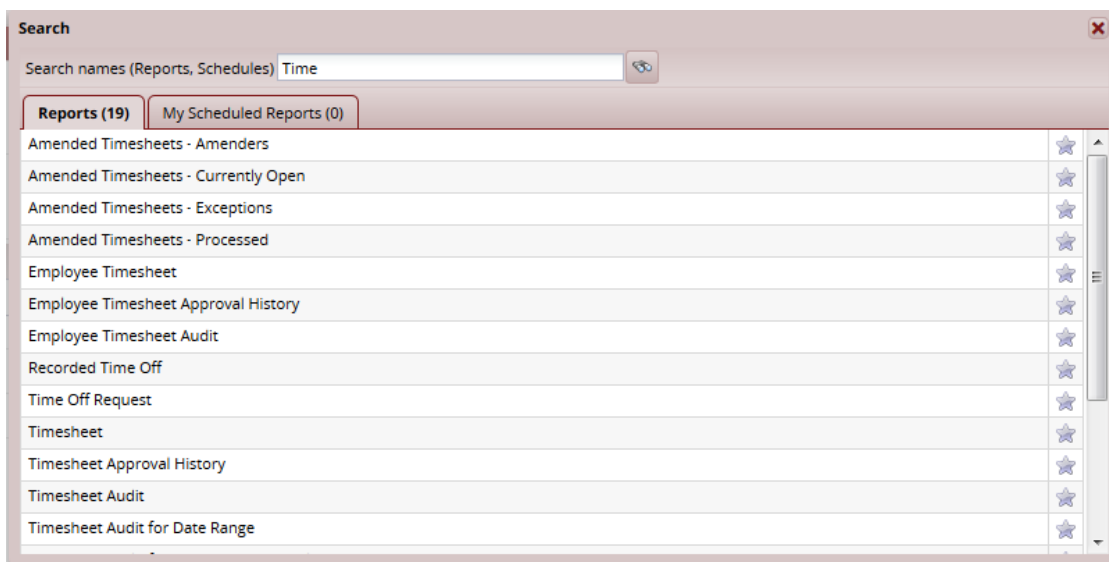 Search
Search names (Reports, Schedules) Time
Reports (19) My Scheduled Reports (0)
Amended Timesheets - Amenders
Amended Timesheets - Currently Open
Amended Timesheets - Exceptions
Amended Timesheets - Processed
Employee Timesheet
Employee Timesheet Approval History
Employee Timesheet Audit
Recorded Time Off
Time Off Request
Timesheet
Timesheet Approval History
Timesheet Audit
Timesheet Audit for Date Range